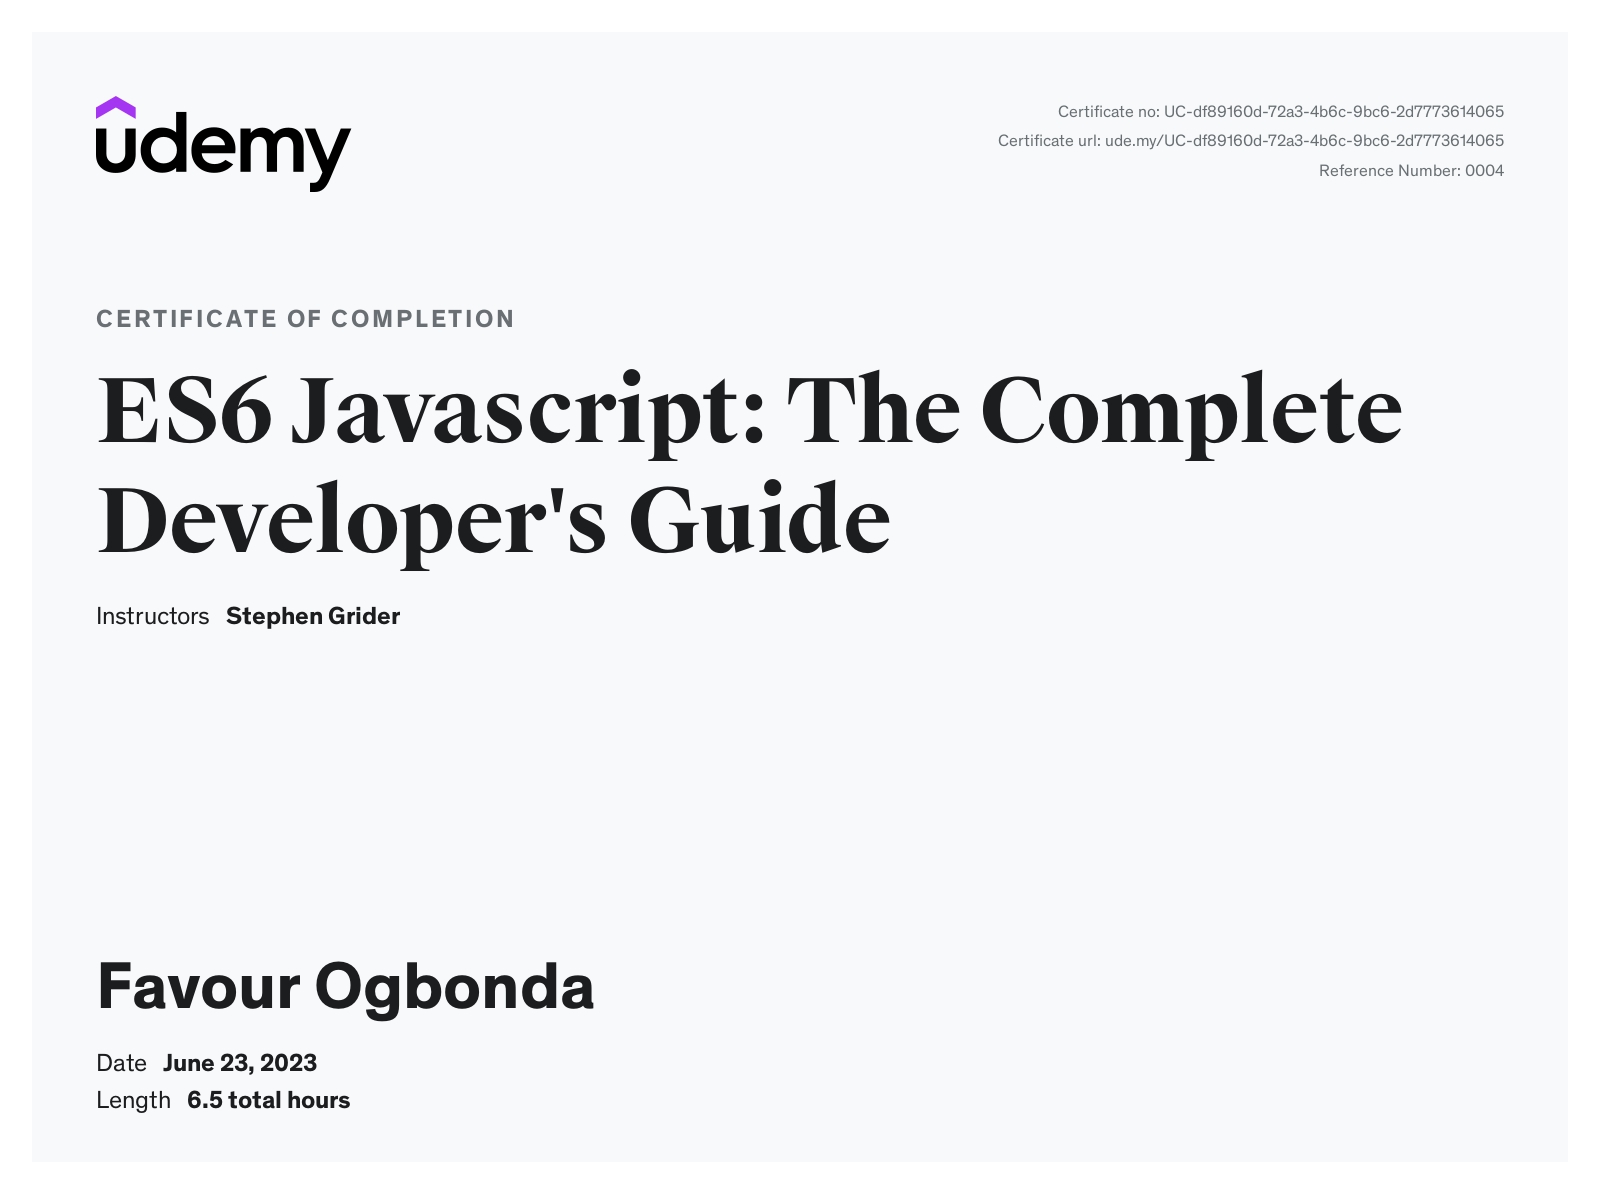 udemy
Certificate no: UC-df89160d-72a3-4b6c-9bc6-2d7773614065
Certificate url: ude.my/UC-df89160d-72a3-4b6c-9bc6-2d7773614065
Reference Number: 0004
CERTIFICATE OF COMPLETION
ES6 Javascript: The Complete
Developer's Guide
Instructors Stephen Grider
Favour Ogbonda
Date June 23, 2023
Length 6.5 total hours